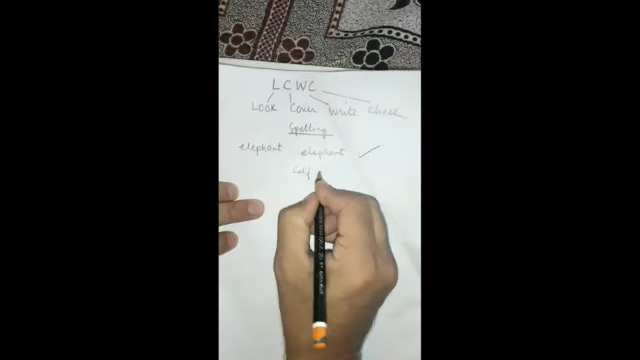 LCWC
Look Cover Write Check
Spelling
elephant elephant